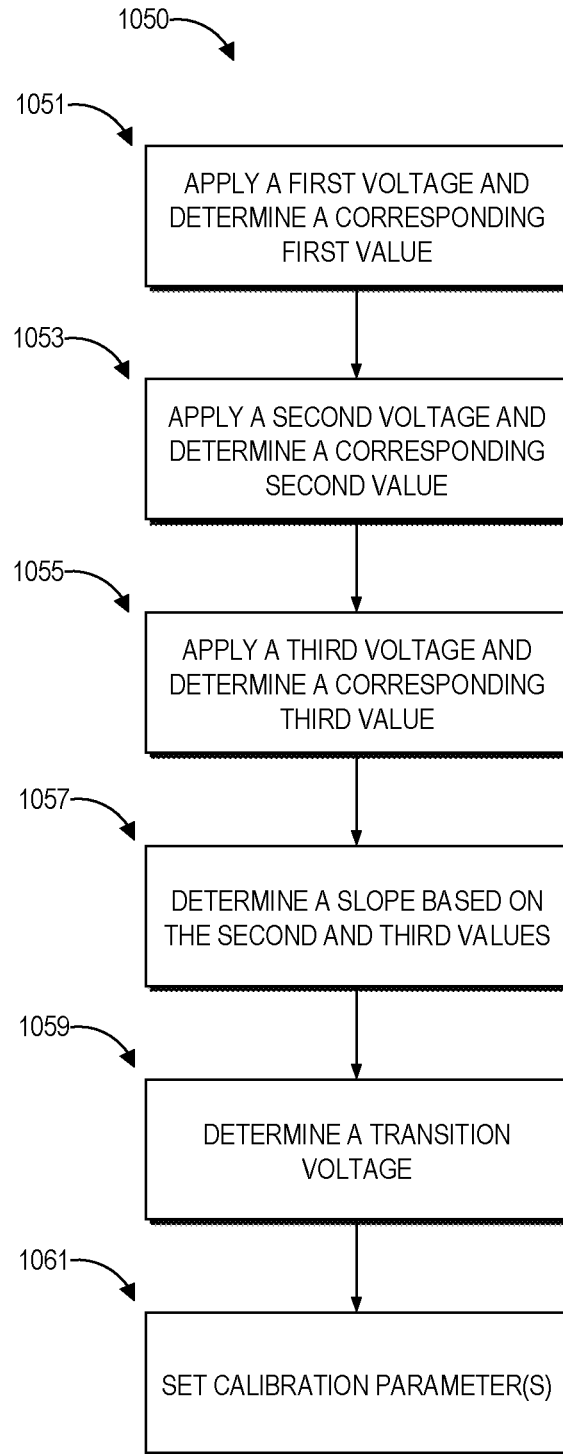 1050
1051
APPLY A FIRST VOLTAGE AND
DETERMINE A CORRESPONDING
FIRST VALUE
1053
APPLY A SECOND VOLTAGE AND
DETERMINE A CORRESPONDING
SECOND VALUE
1055
APPLY A THIRD VOLTAGE AND
DETERMINE A CORRESPONDING
THIRD VALUE
1057
DETERMINE A SLOPE BASED ON
THE SECOND AND THIRD VALUES
1059
DETERMINE A TRANSITION
VOLTAGE
1061
SET CALIBRATION PARAMETER(S)